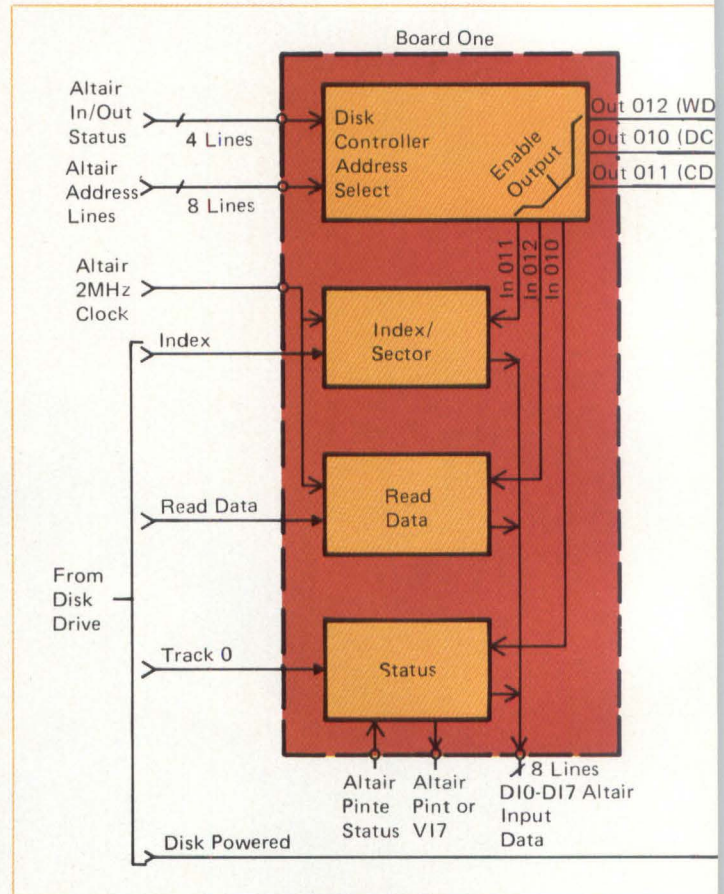 Board One
Altair
In/Out
Status
4 Lines
Altair
Address
Lines
8 Lines
Disk
Controller
Address
Select
Enable
Output
Out 012 (WD
Out 010 (DC
Out 011 (CD
In 011
In 012
In 010
Altair
2MHz
Clock
Index
Index/
Sector
Read Data
Read
Data
From
Disk
Drive
Track 0
Status
Altair
Pinte
Status
Altair
Pint or
VI7
8 Lines
DI0-DI7 Altair
Input
Data
Disk Powered